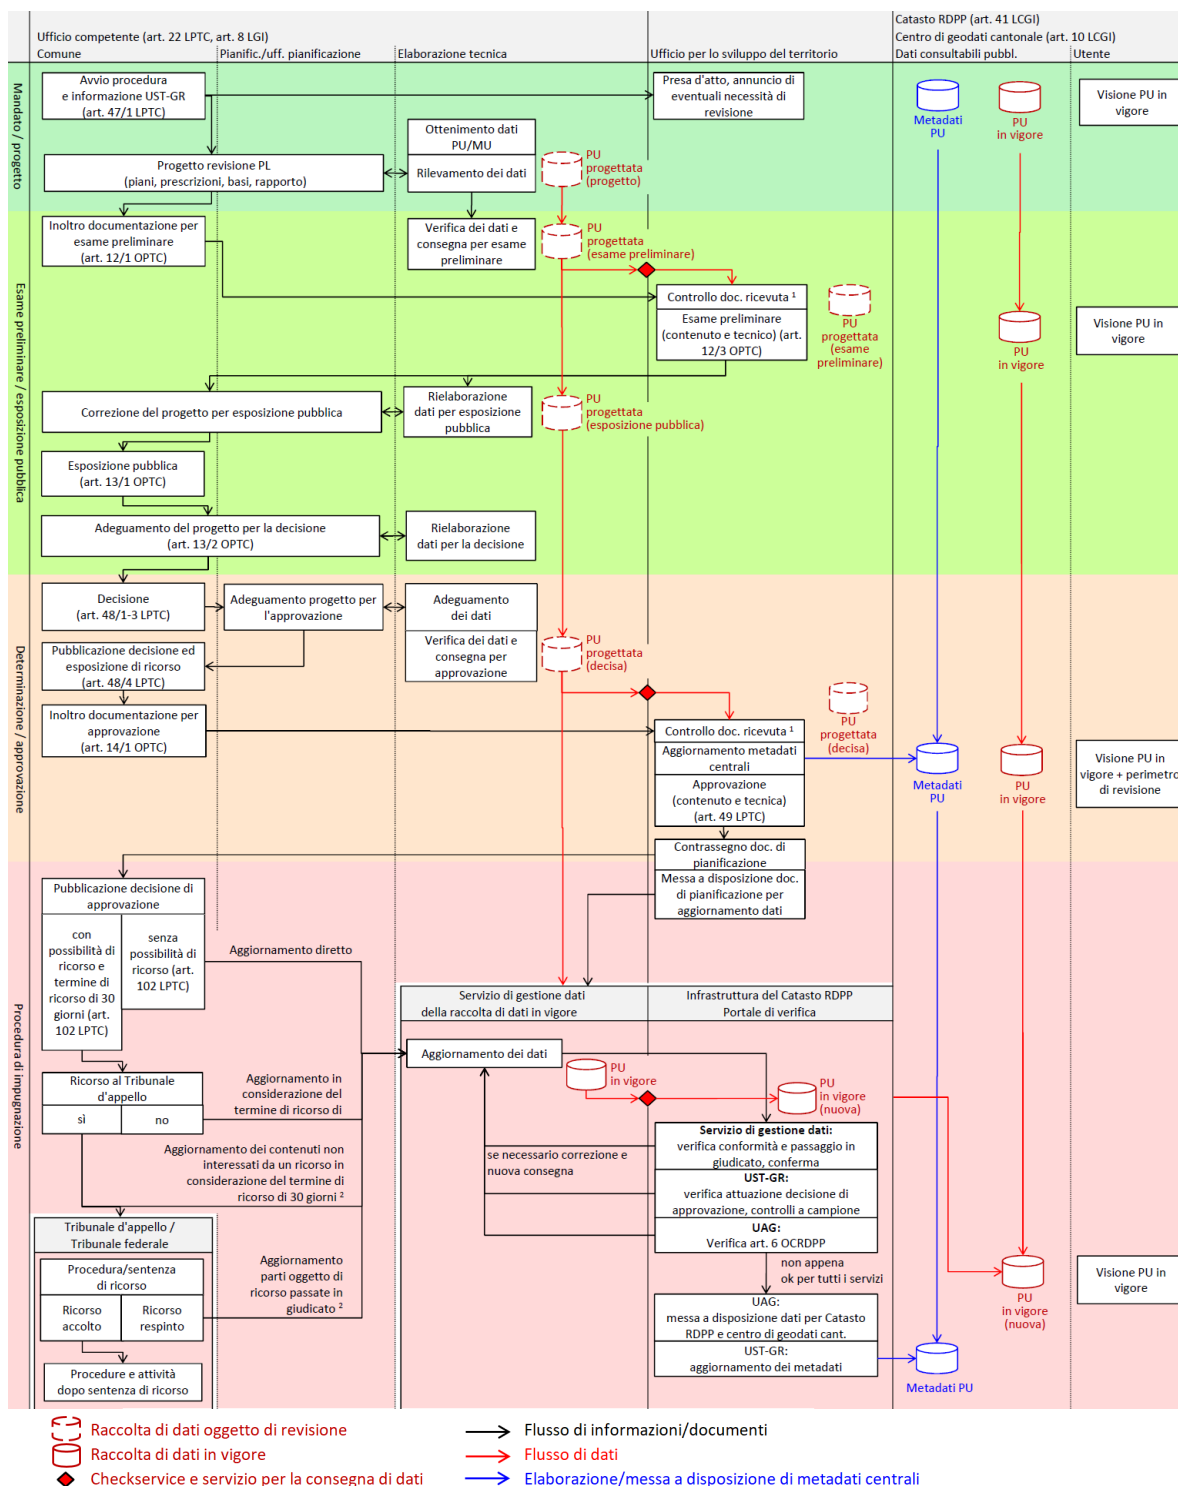 Ufficio competente (art. 22 LPTC, art. 8 LGI)
Comune
Pianific./uff. pianificazione
Elaborazione tecnica
Ufficio per lo sviluppo del territorio
Catasto RDPP (art. 41 LCGI)
Centro di geodati cantonale (art. 10 LCGI)
Dati consultabili pubbl.
Utente
Mandato / progetto
Avvio procedura
e informazione UST-GR
(art. 47/1 LPTC)
Presa d'atto, annuncio di
eventuali necessità di
revisione
Metadati
PU
PU
in vigore
Visione PU in
vigore
Progetto revisione PL
(piani, prescrizioni, basi, rapporto)
Ottenimento dati
PU/MU
Rilevamento dei dati
PU
progettata
(progetto)
Esame preliminare / esposizione pubblica
Inoltro documentazione per
esame preliminare
(art. 12/1 OPTC)
Verifica dei dati e
consegna per esame
preliminare
PU
progettata
(esame preliminare)
Controllo doc. ricevuta ¹
Esame preliminare
(contenuto e tecnico) (art.
12/3 OPTC)
PU
progettata
(esame
preliminare)
PU
in vigore
Visione PU in
vigore
Correzione del progetto per esposizione pubblica
Rielaborazione
dati per esposizione
pubblica
PU
progettata
(esposizione pubblica)
Esposizione pubblica
(art. 13/1 OPTC)
Adeguamento del progetto per la decisione
(art. 13/2 OPTC)
Rielaborazione
dati per la decisione
Determinazione / approvazione
Decisione
(art. 48/1-3 LPTC)
Adeguamento progetto per
l'approvazione
Adeguamento
dei dati
Verifica dei dati e
consegna per
approvazione
PU
progettata
(decisa)
Pubblicazione decisione ed
esposizione di ricorso
(art. 48/4 LPTC)
Inoltro documentazione per
approvazione
(art. 14/1 OPTC)
Controllo doc. ricevuta ¹
Aggiornamento metadati
centrali
Approvazione
(contenuto e tecnica)
(art. 49 LPTC)
PU
progettata
(decisa)
Metadati
PU
PU
in vigore
Visione PU in
vigore + perimetro
di revisione
Contrassegno doc. di
pianificazione
Messa a disposizione doc.
di pianificazione per
aggiornamento dati
Procedura di impugnazione
Pubblicazione decisione di
approvazione
con
possibilità di
ricorso e
termine di
ricorso di 30
giorni (art.
102 LPTC)
senza
possibilità di
ricorso (art.
102 LPTC)
Aggiornamento diretto
Servizio di gestione dati
della raccolta di dati in vigore
Infrastruttura del Catasto RDPP
Portale di verifica
Aggiornamento dei dati
PU
in vigore
PU
in vigore
(nuova)
Ricorso al Tribunale
d'appello
sì
no
Aggiornamento in
considerazione del
termine di ricorso di
Aggiornamento dei contenuti non
interessati da un ricorso in
considerazione del termine di
ricorso di 30 giorni ²
se necessario correzione e
nuova consegna
Servizio di gestione dati:
verifica conformità e passaggio in
giudicato, conferma
UST-GR:
verifica attuazione decisione di
approvazione, controlli a campione
UAG:
Verifica art. 6 OCRDPP
non appena
ok per tutti i servizi
Tribunale d'appello /
Tribunale federale
Procedura/sentenza
di ricorso
Ricorso
accolto
Ricorso
respinto
Procedure e attività
dopo sentenza di ricorso
Aggiornamento
parti oggetto di
ricorso passate in
giudicato ²
UAG:
messa a disposizione dati per Catasto
RDPP e centro di geodati cant.
UST-GR:
aggiornamento dei metadati
PU
in vigore
(nuova)
Visione PU in
vigore
Metadati PU
Raccolta di dati oggetto di revisione
Raccolta di dati in vigore
Checkservice e servizio per la consegna di dati
Flusso di informazioni/documenti
Flusso di dati
Elaborazione/messa a disposizione di metadati centrali